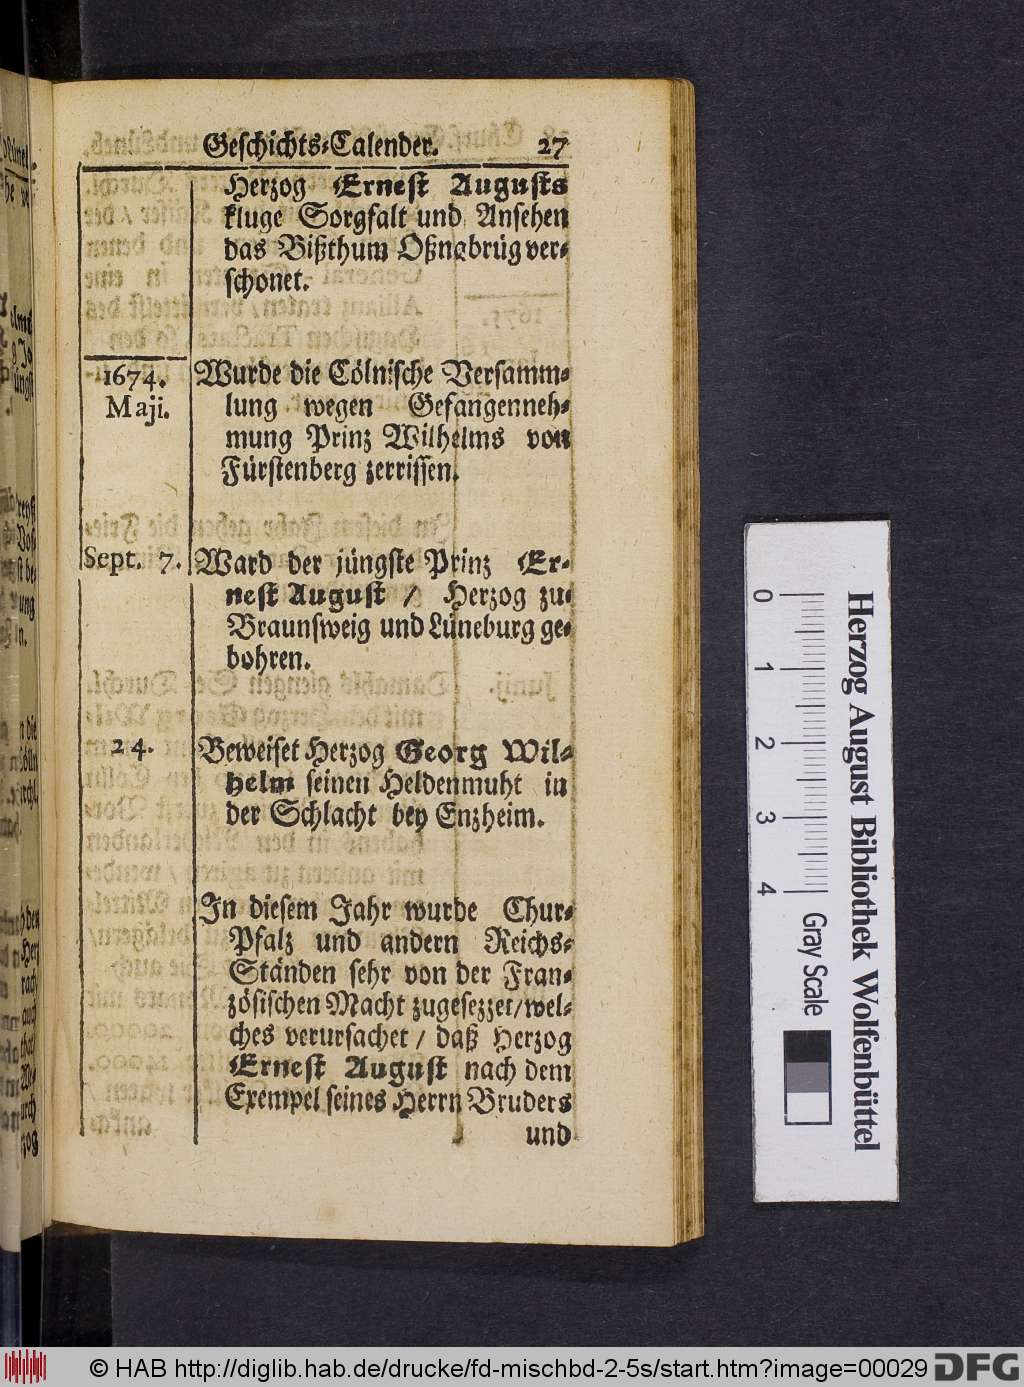 Geschichts-Calender. 27
Herzog Ernest Augusts
kluge Sorgfalt und Ansehen
das Bißthum Oßnabrüg ver-
schonet.
1674. Wurde die Cölnische Versamm-
Maji. lung wegen Gefangenneh-
mung Prinz Wilhelms von
Fürstenberg zerrissen.
Sept. 7. Ward der jüngste Prinz Er-
nest August / Herzog zu
Braunsweig und Lüneburg ge-
bohren.
24. Beweiset Herzog Georg Wil-
helm seinen Heldenmuht in
der Schlacht bey Enzheim.
In diesem Jahr wurde Chur-
Pfalz und andern Reichs-
Ständen sehr von der Fran-
zösischen Macht zugesezzet/wel-
ches verursachet / daß Herzog
Ernest August nach dem
Exempel seines Herrn Bruders
und
0 1 2 3 4 Gray Scale
Herzog August Bibliothek Wolfenbüttel
© HAB http://diglib.hab.de/drucke/fd-mischbd-2-5s/start.htm?image=00029 DFG